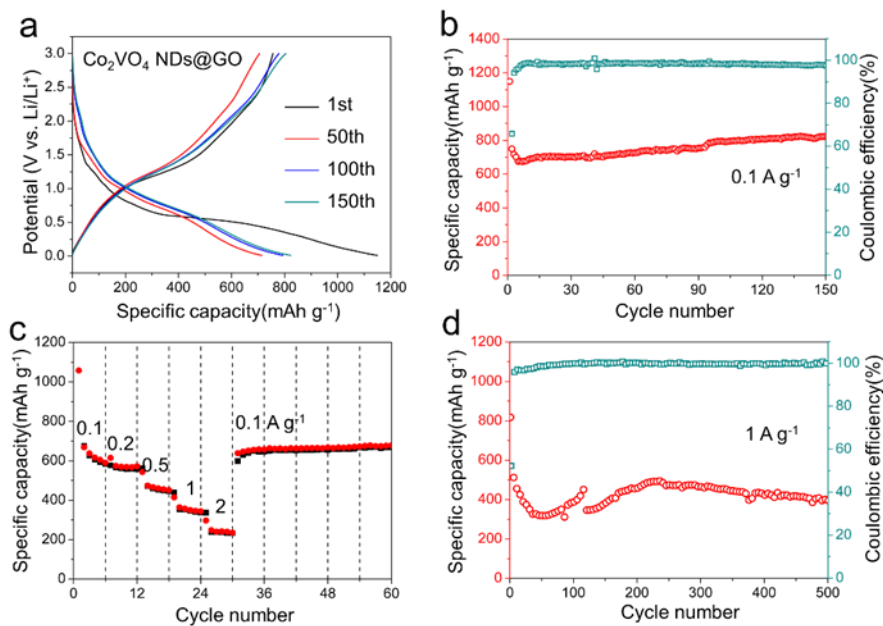 a
Co₂VO₄ NDs@GO
1st
50th
100th
150th
3.0
2.5
2.0
1.5
1.0
0.5
0.0
Potential (V vs. Li/Li⁺)
0 200 400 600 800 1000 1200
Specific capacity(mAh g⁻¹)
b
1400
1200
1000
800
600
400
200
0
Specific capacity(mAh g⁻¹)
0.1 A g⁻¹
100
80
60
40
20
0
Coulombic efficiency(%)
0 30 60 90 120 150
Cycle number
c
1200
1000
800
600
400
200
0
Specific capacity(mAh g⁻¹)
0.1
0.2
0.5
1
2
0.1 A g⁻¹
0 12 24 36 48 60
Cycle number
d
1200
1000
800
600
400
200
0
Specific capacity(mAh g⁻¹)
1 A g⁻¹
100
80
60
40
20
0
Coulombic efficiency(%)
0 100 200 300 400 500
Cycle number